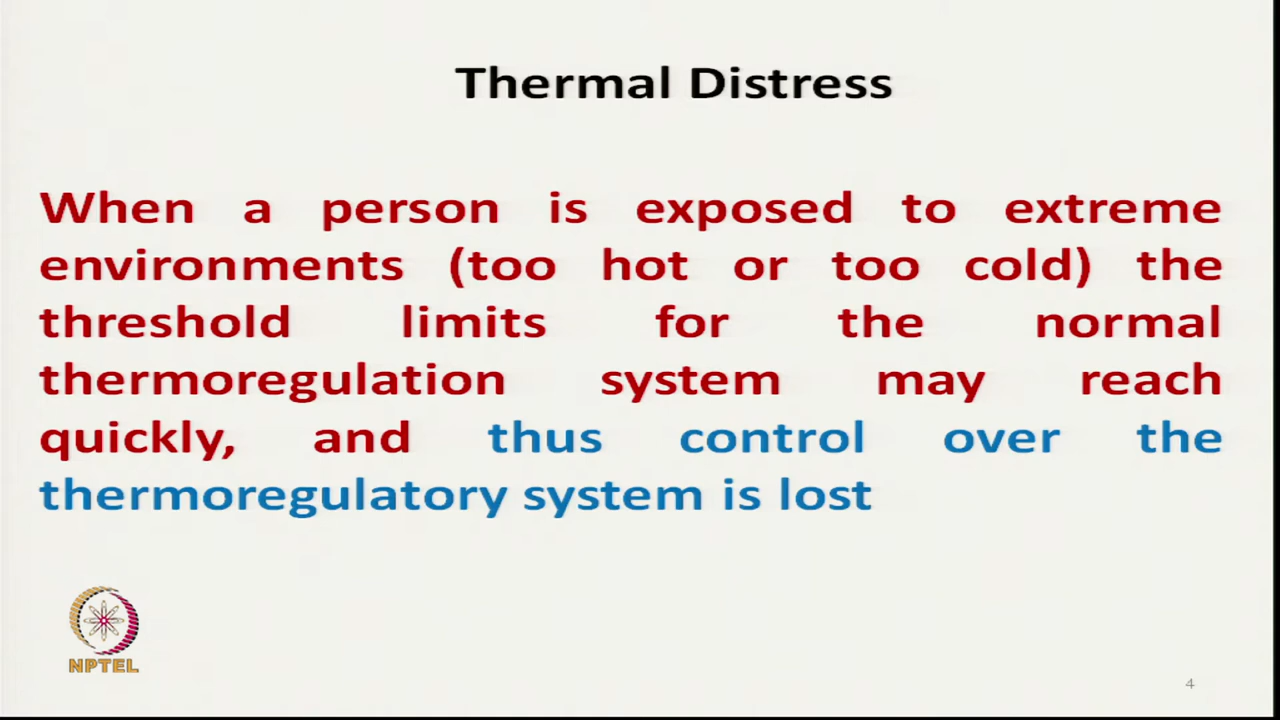 Thermal Distress
When a person is exposed to extreme
environments (too hot or too cold) the
threshold limits for the normal
thermoregulation system may reach
quickly, and thus control over the
thermoregulatory system is lost
NPTEL
4